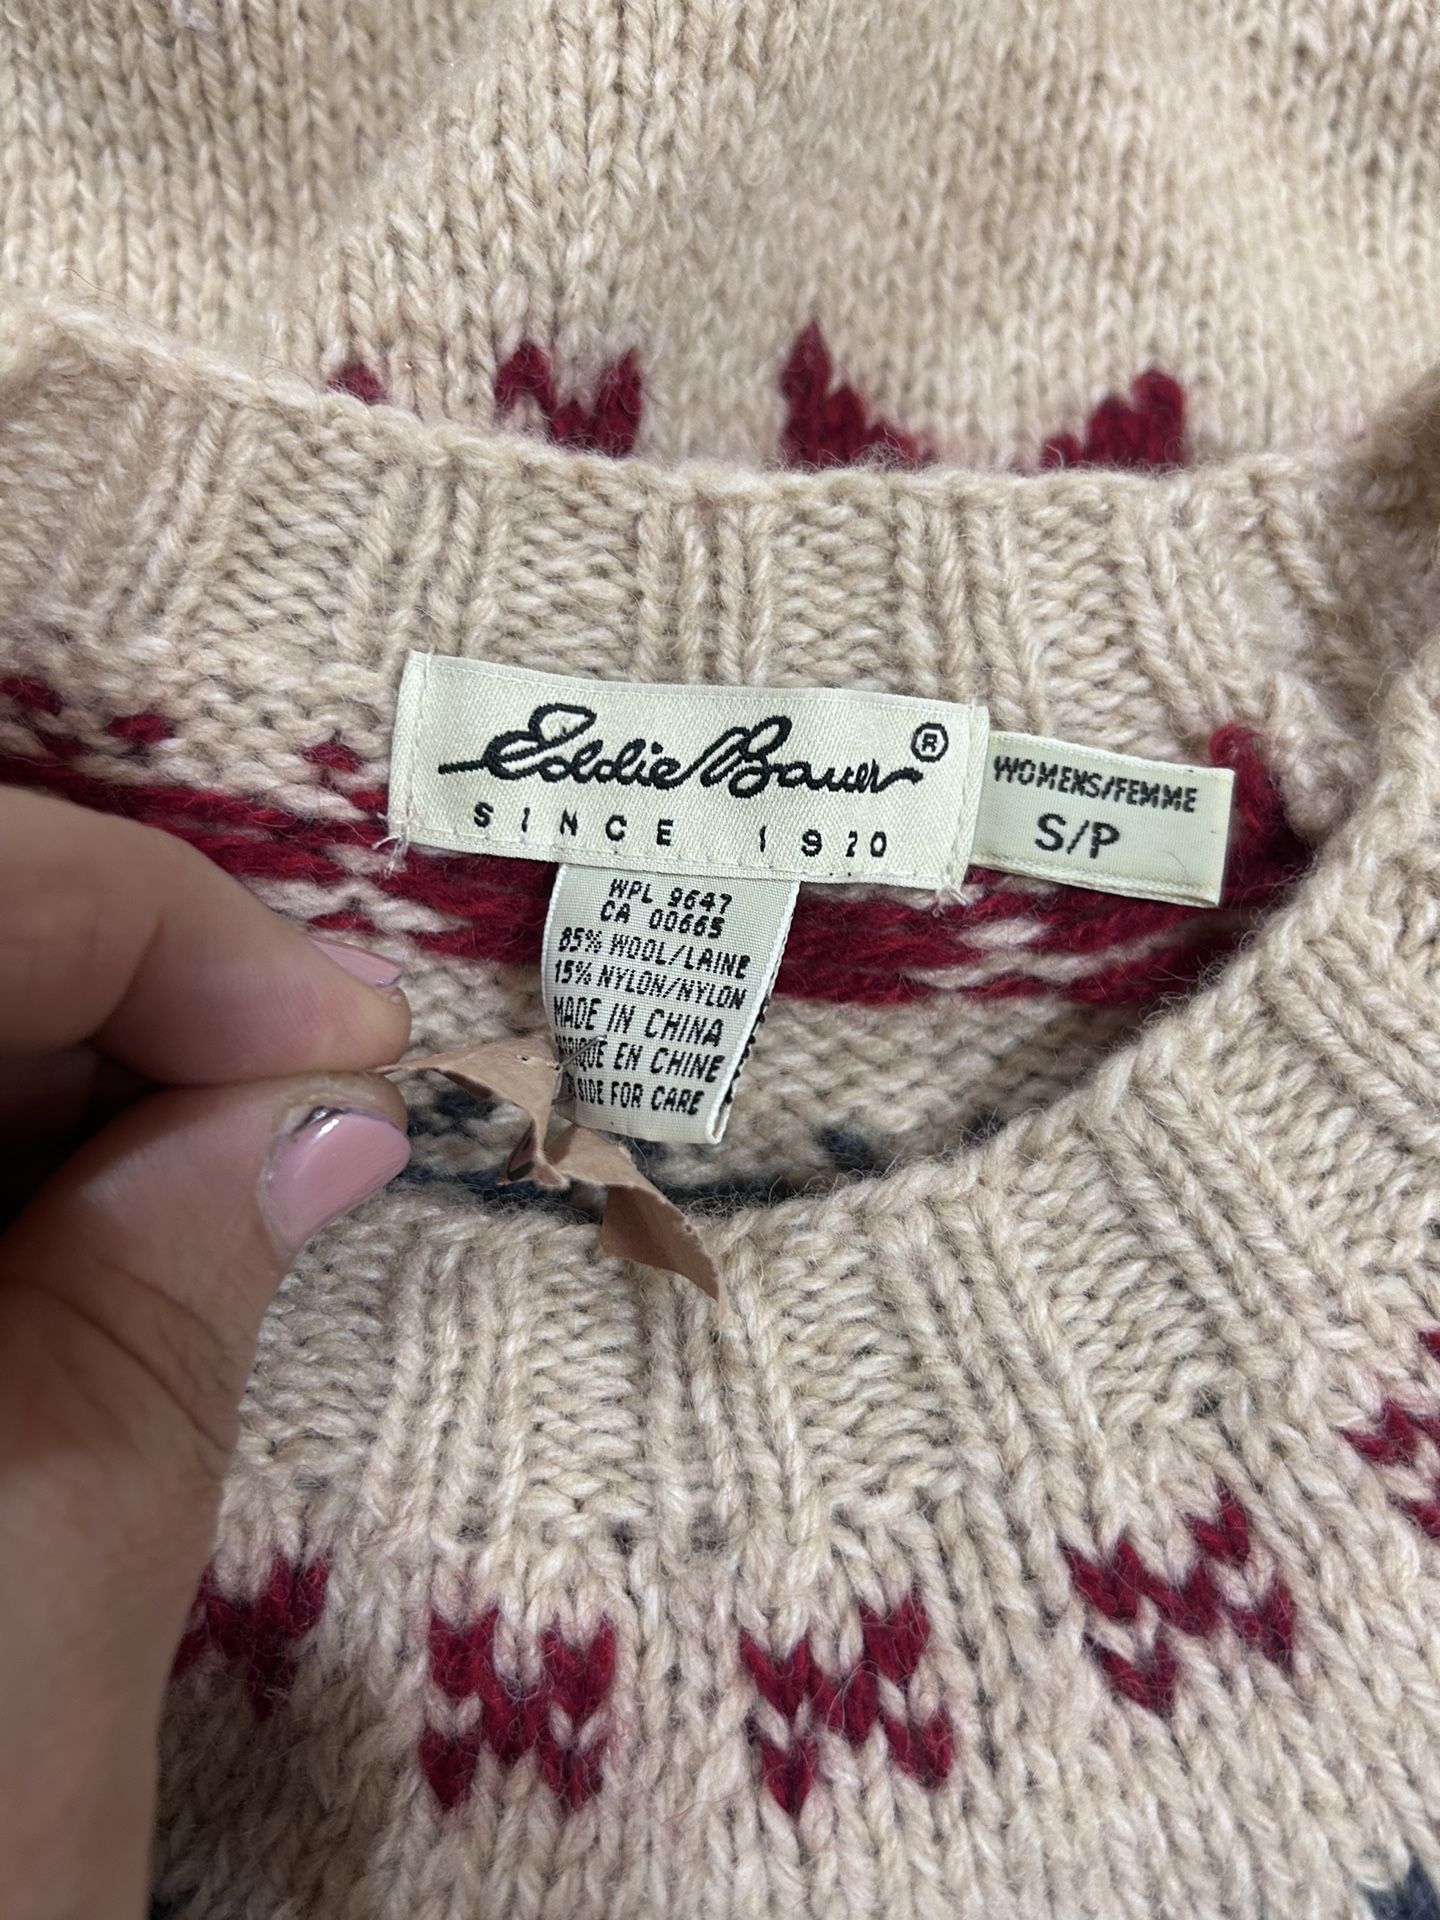 Eddie Bauer ®
SINCE 1920
WOMENS/FEMME
S/P
WPL 9647
CA 00665
85% WOOL/LAINE
15% NYLON/NYLON
MADE IN CHINA
EN CHINE
SIDE FOR CARE